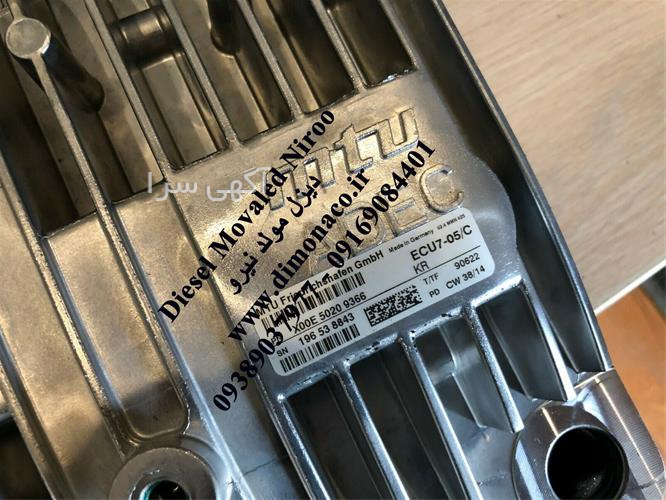 mtu
ADEC
MTU Friedrichshafen GmbH
Made in Germany
ECU7-05/C
KR
X00E 5020 9366
T/TF 90622
SN 196 53 8843
PD CW 38/14
Diesel Movaled Niroo
دیزل مولد نیرو
www.dimonaco.ir
09169084401
آگهی سرا